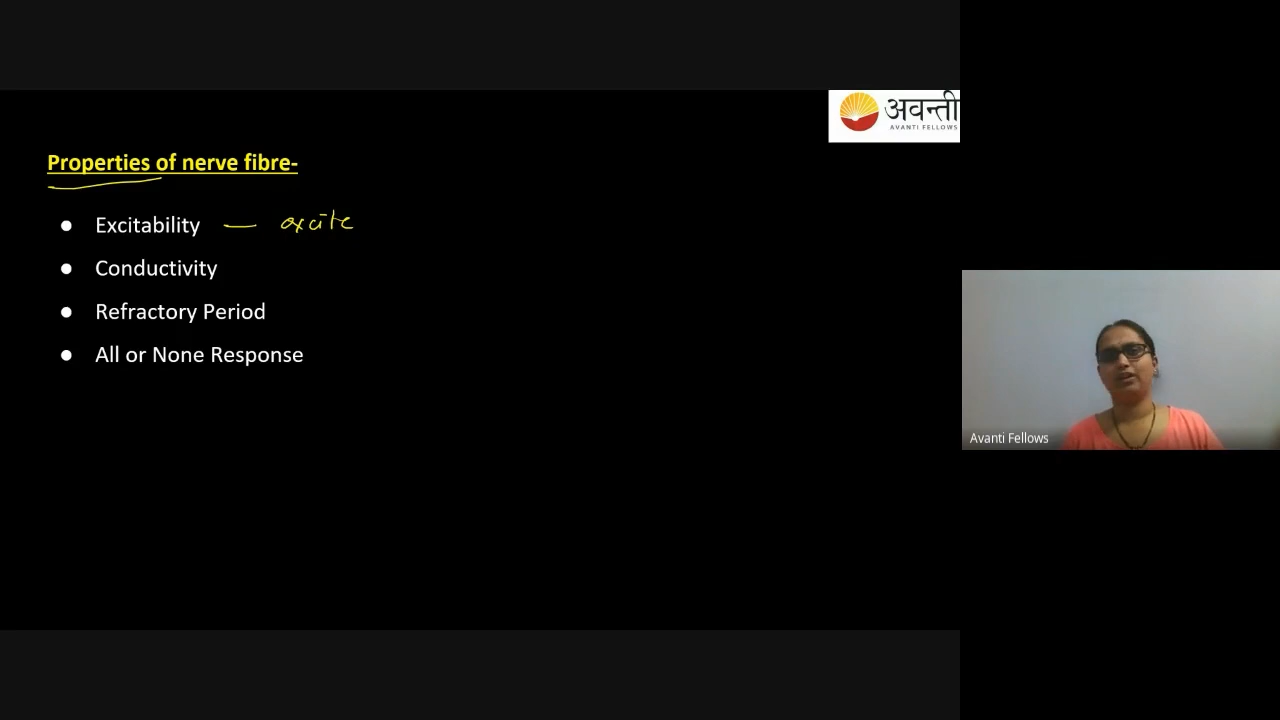 अवन्ती
AVANTI FELLOWS
Properties of nerve fibre-
● Excitability — excite
● Conductivity
● Refractory Period
● All or None Response
Avanti Fellows